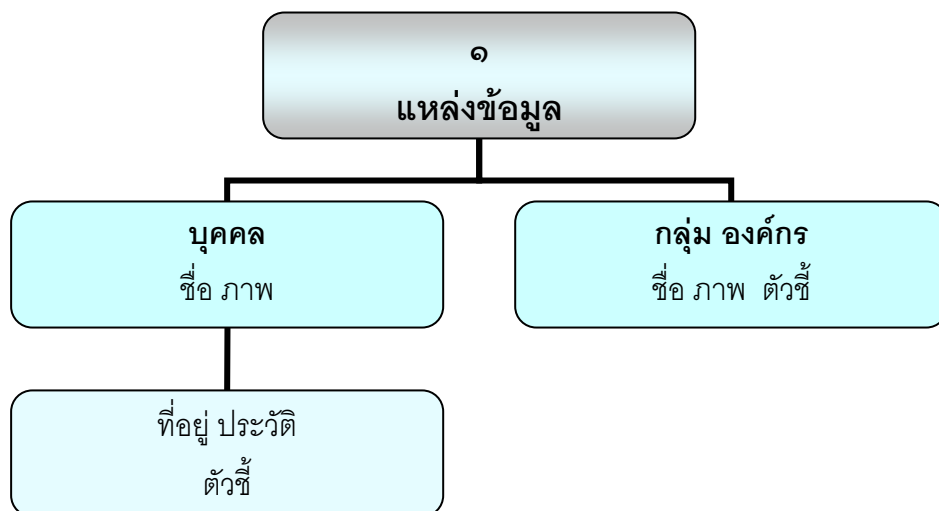 ๑
แหล่งข้อมูล
บุคคล
ชื่อ ภาพ
กลุ่ม องค์กร
ชื่อ ภาพ ตัวชี้
ที่อยู่ ประวัติ
ตัวชี้